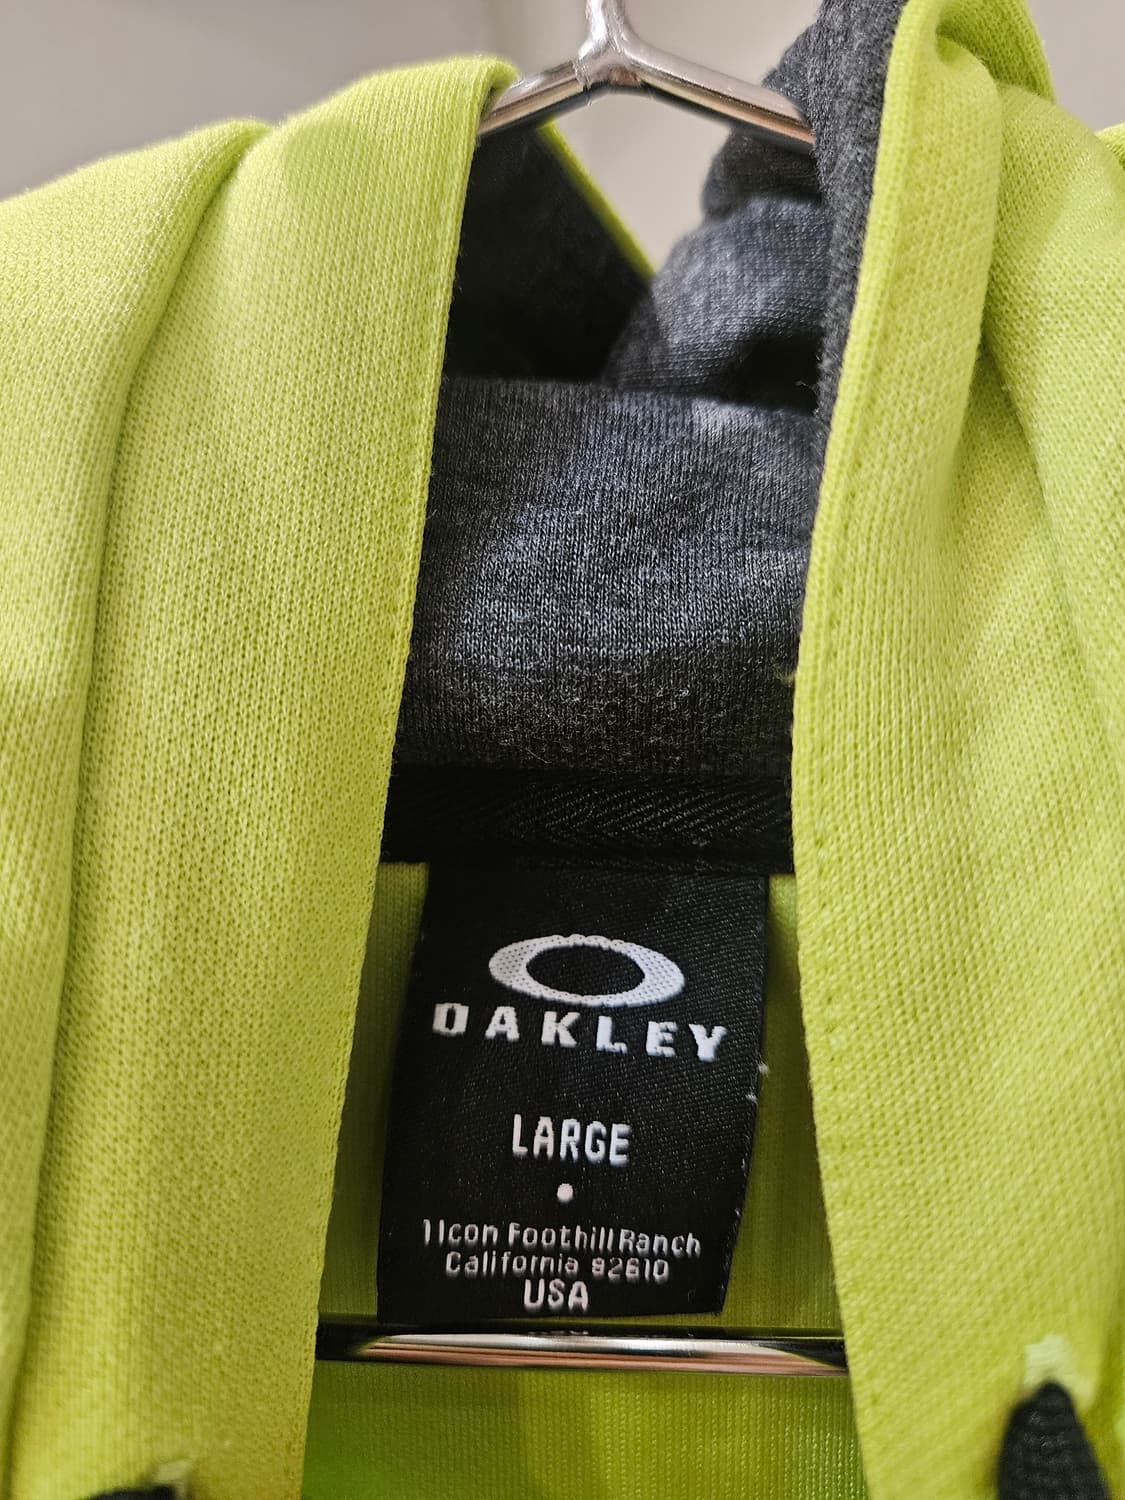 OAKLEY
LARGE
1 Icon Foothill Ranch
California 92610
USA